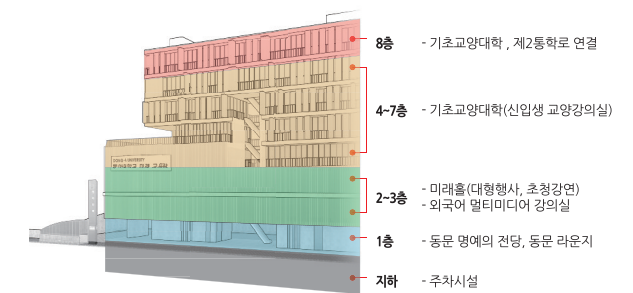 8층 - 기초교양대학 , 제2통학로 연결
4~7층 - 기초교양대학(신입생 교양강의실)
2~3층 - 미래홀(대형행사, 초청강연)
- 외국어 멀티미디어 강의실
1층 - 동문 명예의 전당, 동문 라운지
지하 - 주차시설